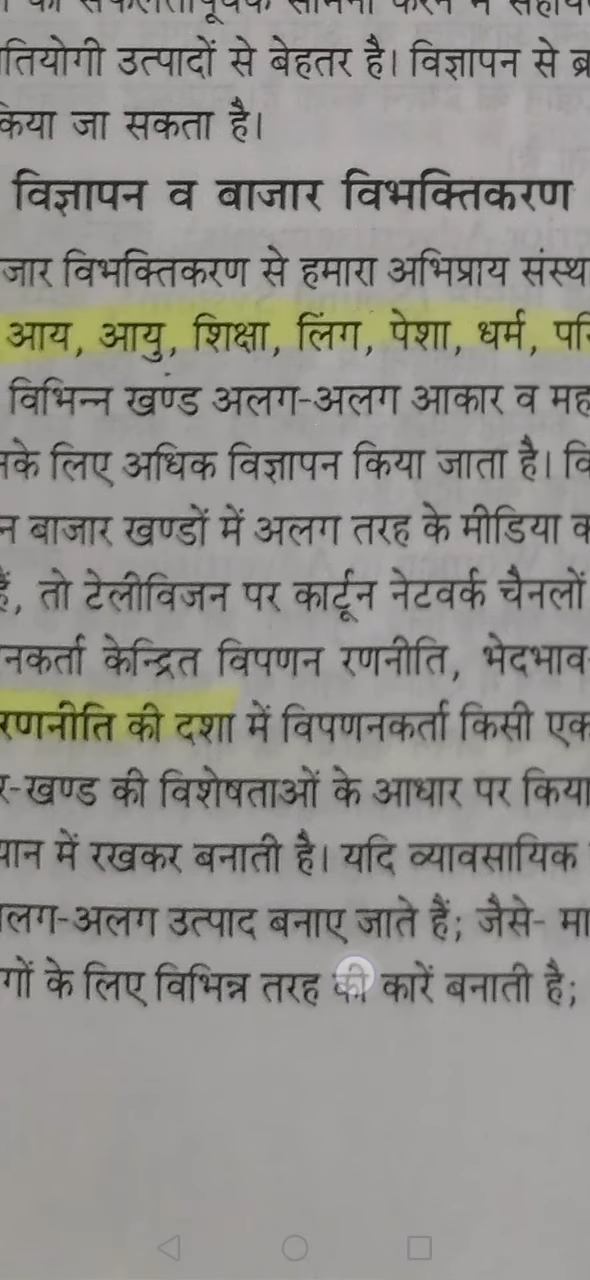 तियोगी उत्पादों से बेहतर है। विज्ञापन से ब्र
किया जा सकता है।
विज्ञापन व बाजार विभक्तिकरण
जार विभक्तिकरण से हमारा अभिप्राय संस्थ
आय, आयु, शिक्षा, लिंग, पेशा, धर्म, परि
विभिन्न खण्ड अलग-अलग आकार व मह
नके लिए अधिक विज्ञापन किया जाता है। वि
न बाजार खण्डों में अलग तरह के मीडिया क
हैं, तो टेलीविजन पर कार्टून नेटवर्क चैनलों
नकर्ता केन्द्रित विपणन रणनीति, भेदभाव
रणनीति की दशा में विपणनकर्ता किसी एक
र-खण्ड की विशेषताओं के आधार पर किया
यान में रखकर बनाती है। यदि व्यावसायिक
लग-अलग उत्पाद बनाए जाते हैं; जैसे- मा
गों के लिए विभिन्न तरह की कारें बनाती है;